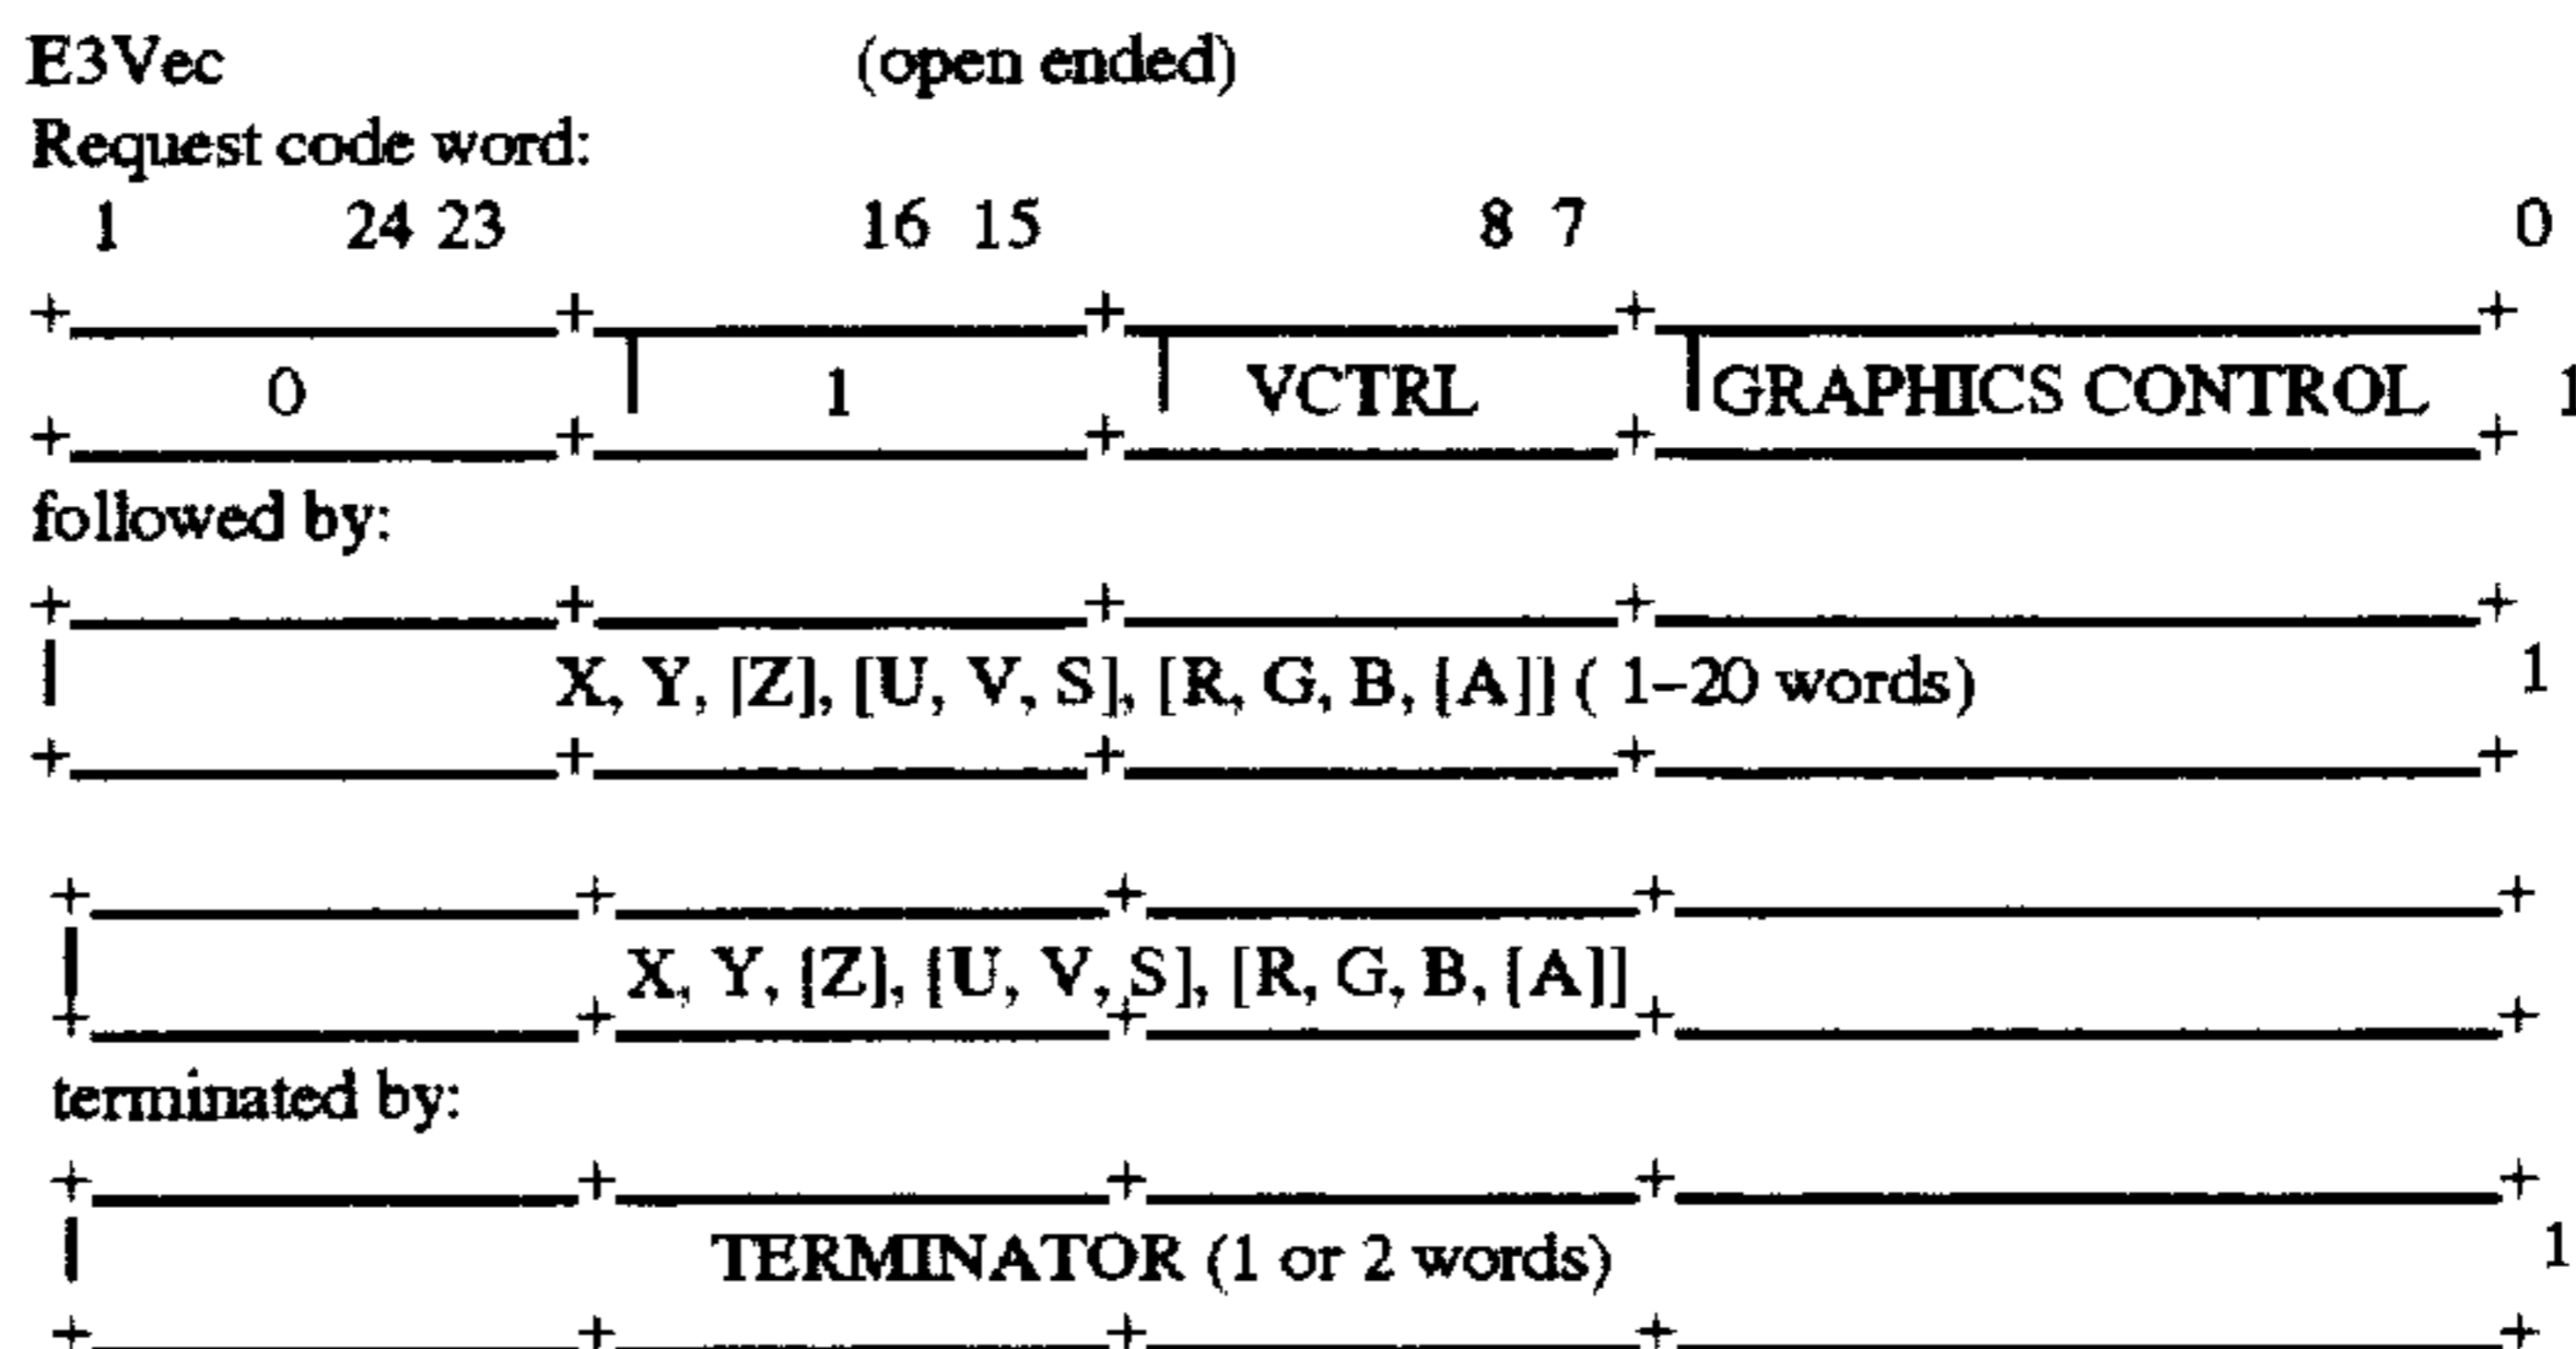 E3Vec (open ended)
Request code word:
1 24 23 16 15 8 7 0
0 1 VCTRL GRAPHICS CONTROL 1
followed by:
X, Y, [Z], [U, V, S], [R, G, B, [A]] ( 1–20 words) 1
X, Y, [Z], [U, V, S], [R, G, B, [A]]
terminated by:
TERMINATOR (1 or 2 words) 1